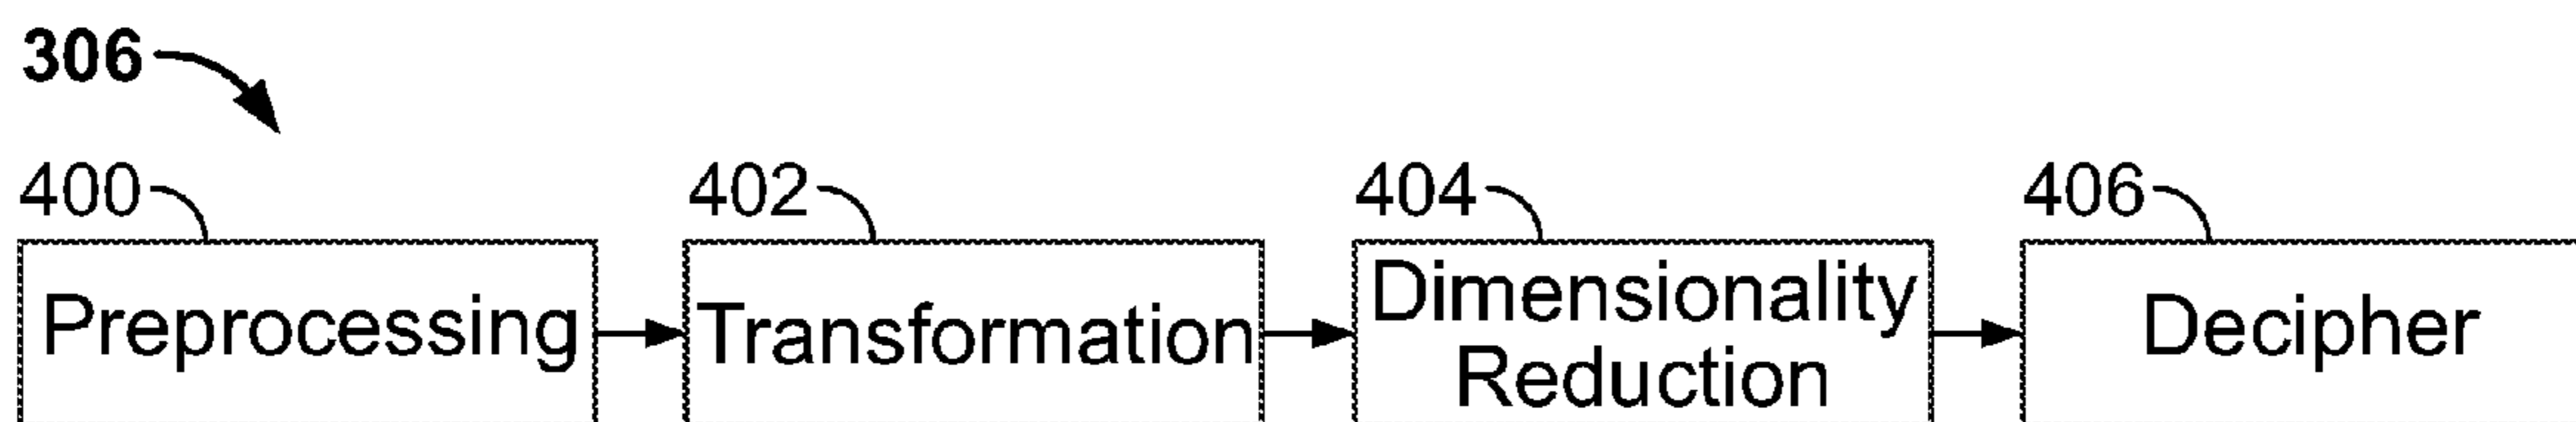 306
400
402
404
406
Preprocessing
Transformation
Dimensionality
Reduction
Decipher